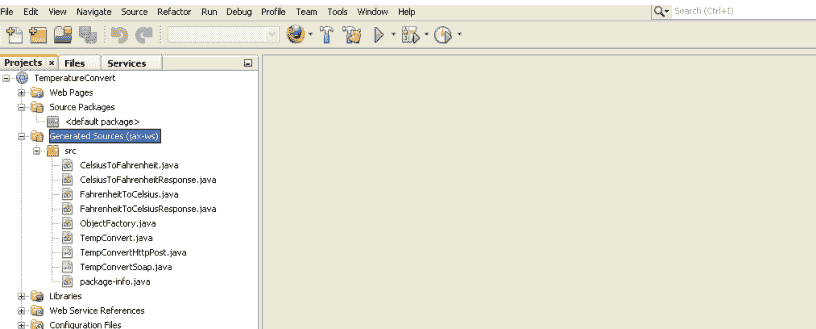 File Edit View Navigate Source Refactor Run Debug Profile Team Tools Window Help Search (Ctrl+I)
Projects Files Services
TemperatureConvert
Web Pages
Source Packages
<default package>
Generated Sources (jax-ws)
src
CelsiusToFahrenheit.java
CelsiusToFahrenheitResponse.java
FahrenheitToCelsius.java
FahrenheitToCelsiusResponse.java
ObjectFactory.java
TempConvert.java
TempConvertHttpPost.java
TempConvertSoap.java
package-info.java
Libraries
Web Service References
Configuration Files